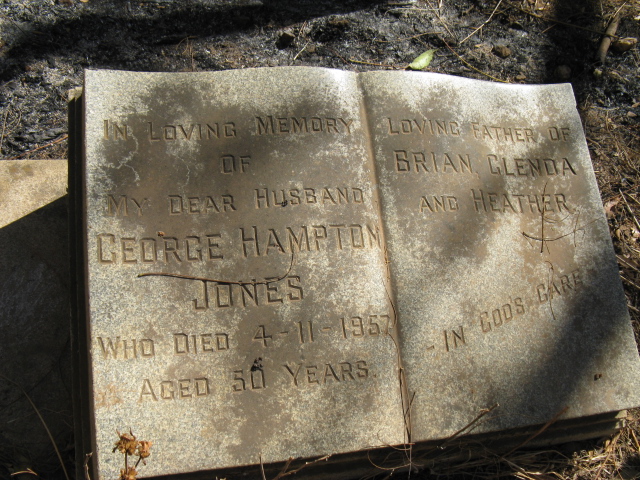 IN LOVING MEMORY
OF
MY DEAR HUSBAND
GEORGE HAMPTON
JONES
WHO DIED 4-11-1957
AGED 50 YEARS.
LOVING FATHER OF
BRIAN, GLENDA
AND HEATHER
- IN GODS CARE -